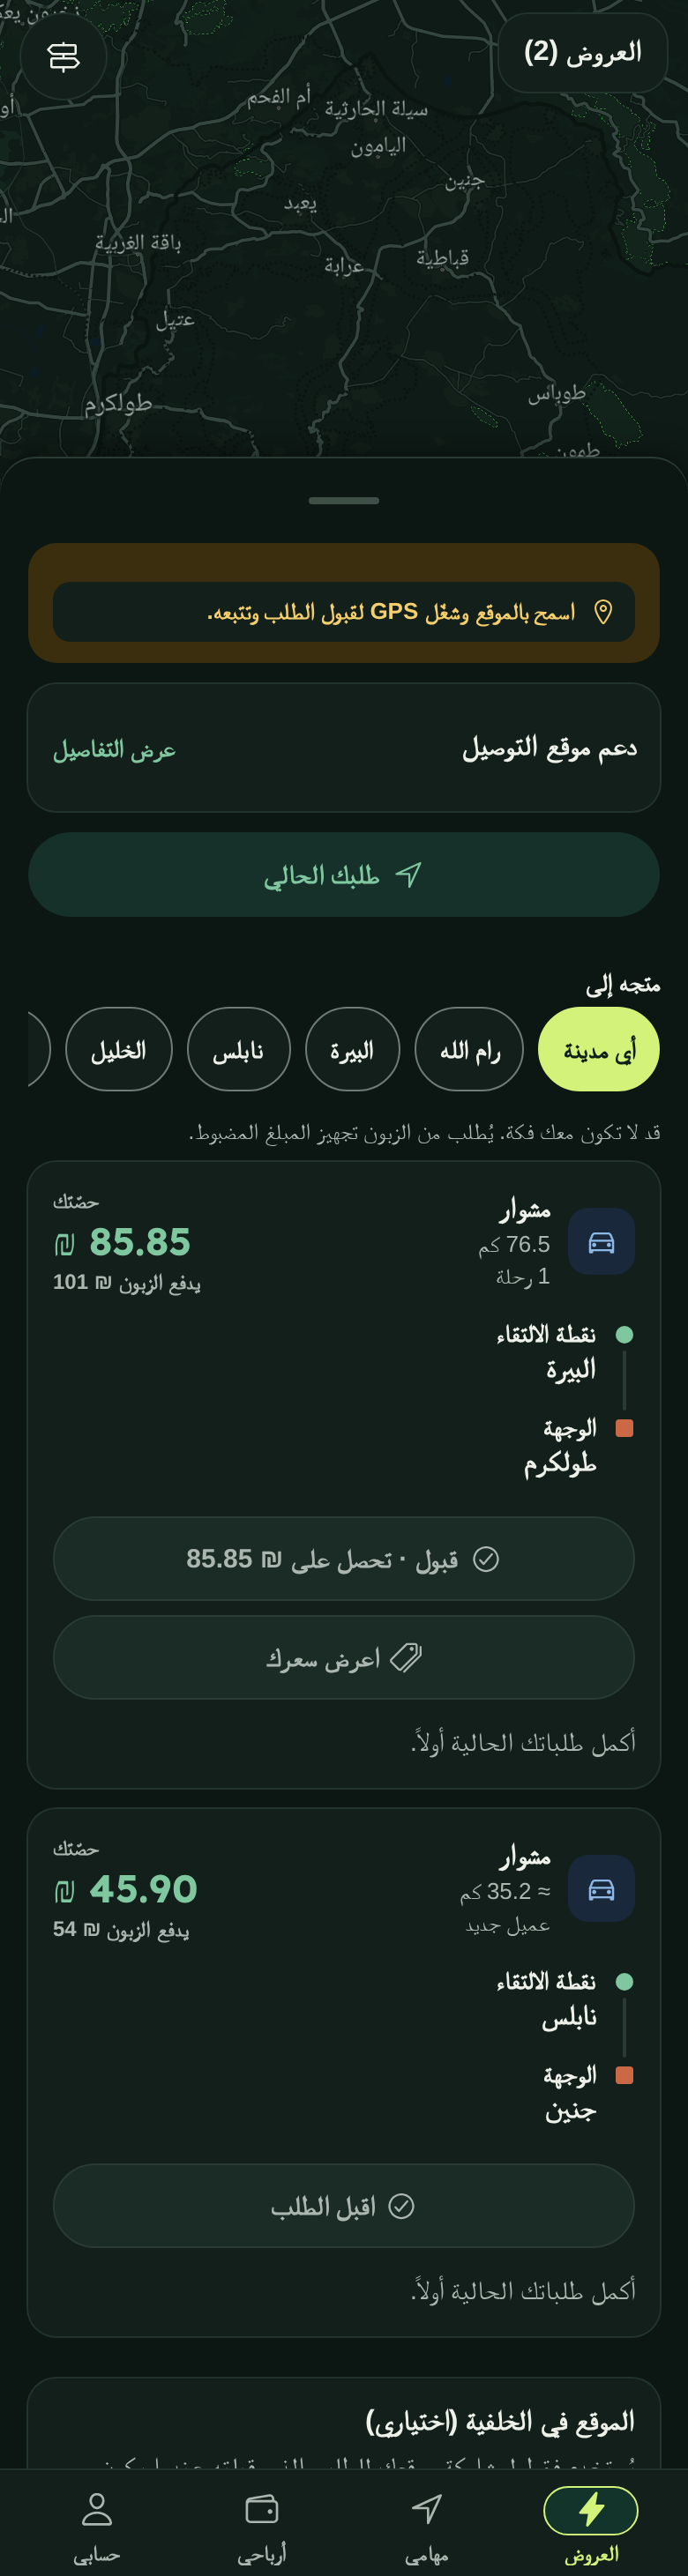 العروض (2)
أم الفحم
سيلة الحارثية
اليامون
جنين
يعبد
باقة الغربية
عرابة
قباطية
عتيل
طولكرم
طوباس
طمون
اسمح بالموقع وشغّل GPS لقبول الطلب وتتبعه.
دعم موقع التوصيل
عرض التفاصيل
طلبك الحالي
متجه إلى
أي مدينة
رام الله
البيرة
نابلس
الخليل
قد لا تكون معك فكة. يُطلب من الزبون تجهيز المبلغ المضبوط.
مشوار
76.5 كم
1 رحلة
حصّتك
85.85 ₪
يدفع الزبون ₪ 101
نقطة الالتقاء
البيرة
الوجهة
طولكرم
قبول · تحصل على ₪ 85.85
اعرض سعرك
أكمل طلباتك الحالية أولاً.
مشوار
≈ 35.2 كم
عميل جديد
حصّتك
45.90 ₪
يدفع الزبون ₪ 54
نقطة الالتقاء
نابلس
الوجهة
جنين
اقبل الطلب
أكمل طلباتك الحالية أولاً.
الموقع في الخلفية (اختياري)
العروض
مهامي
أرباحي
حسابي